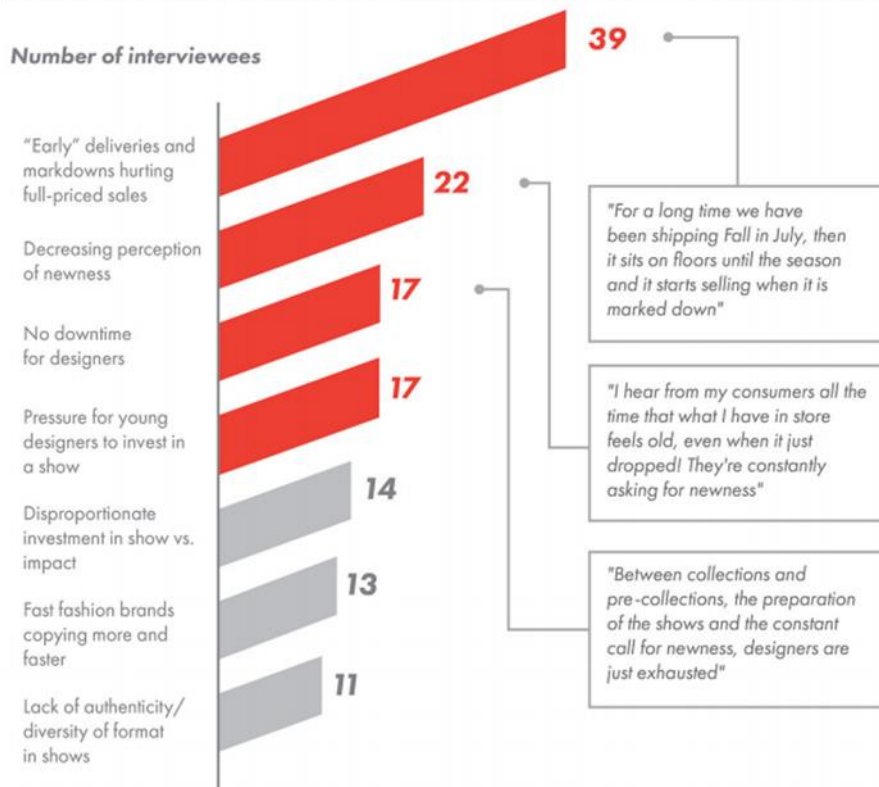 Number of interviewees
39
"Early" deliveries and
markdowns hurting
full-priced sales
22
Decreasing perception
of newness
17
No downtime
for designers
17
Pressure for young
designers to invest in
a show
14
Disproportionate
investment in show vs.
impact
13
Fast fashion brands
copying more and
faster
11
Lack of authenticity/
diversity of format
in shows
"For a long time we have
been shipping Fall in July, then
it sits on floors until the season
and it starts selling when it is
marked down"
"I hear from my consumers all the
time that what I have in store
feels old, even when it just
dropped! They're constantly
asking for newness"
"Between collections and
pre-collections, the preparation
of the shows and the constant
call for newness, designers are
just exhausted"